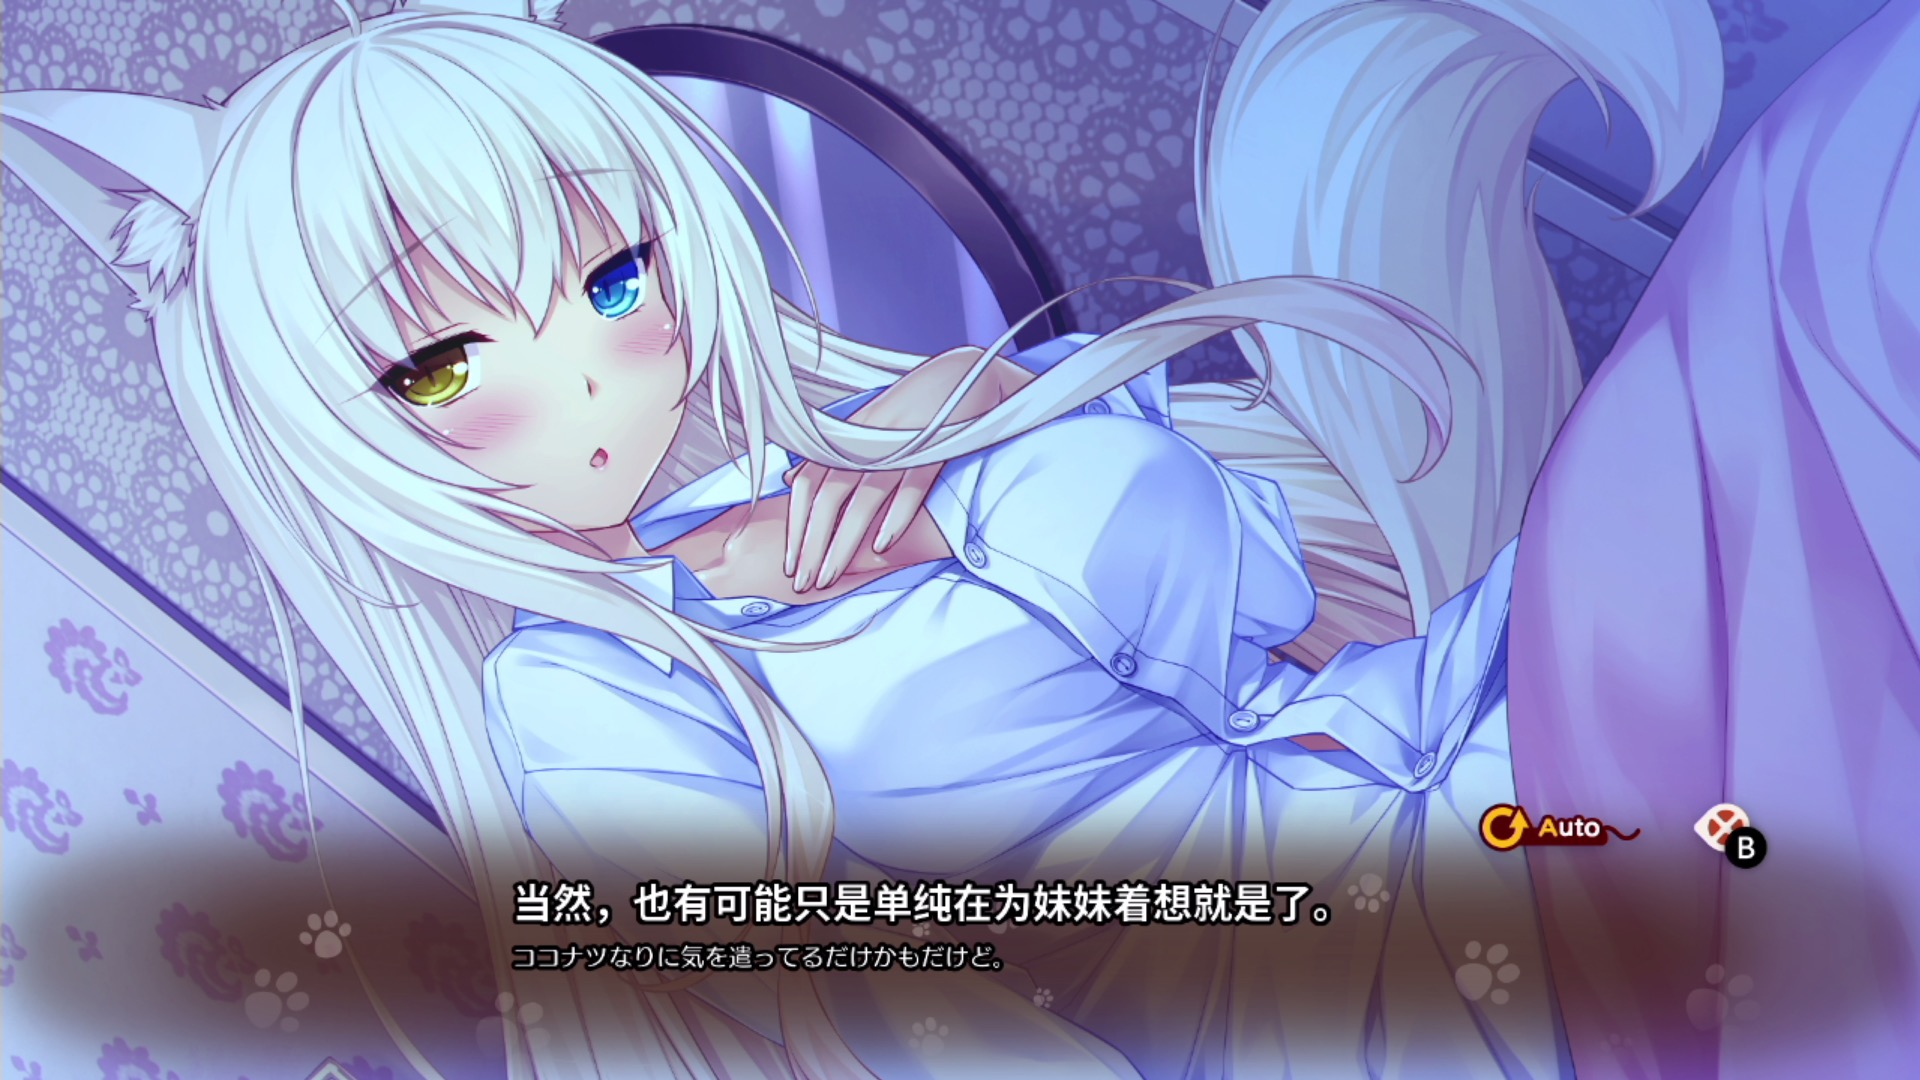 Auto
B
当然，也有可能只是单纯在为妹妹着想就是了。
ココナツなりに気を遣ってるだけかもだけど。